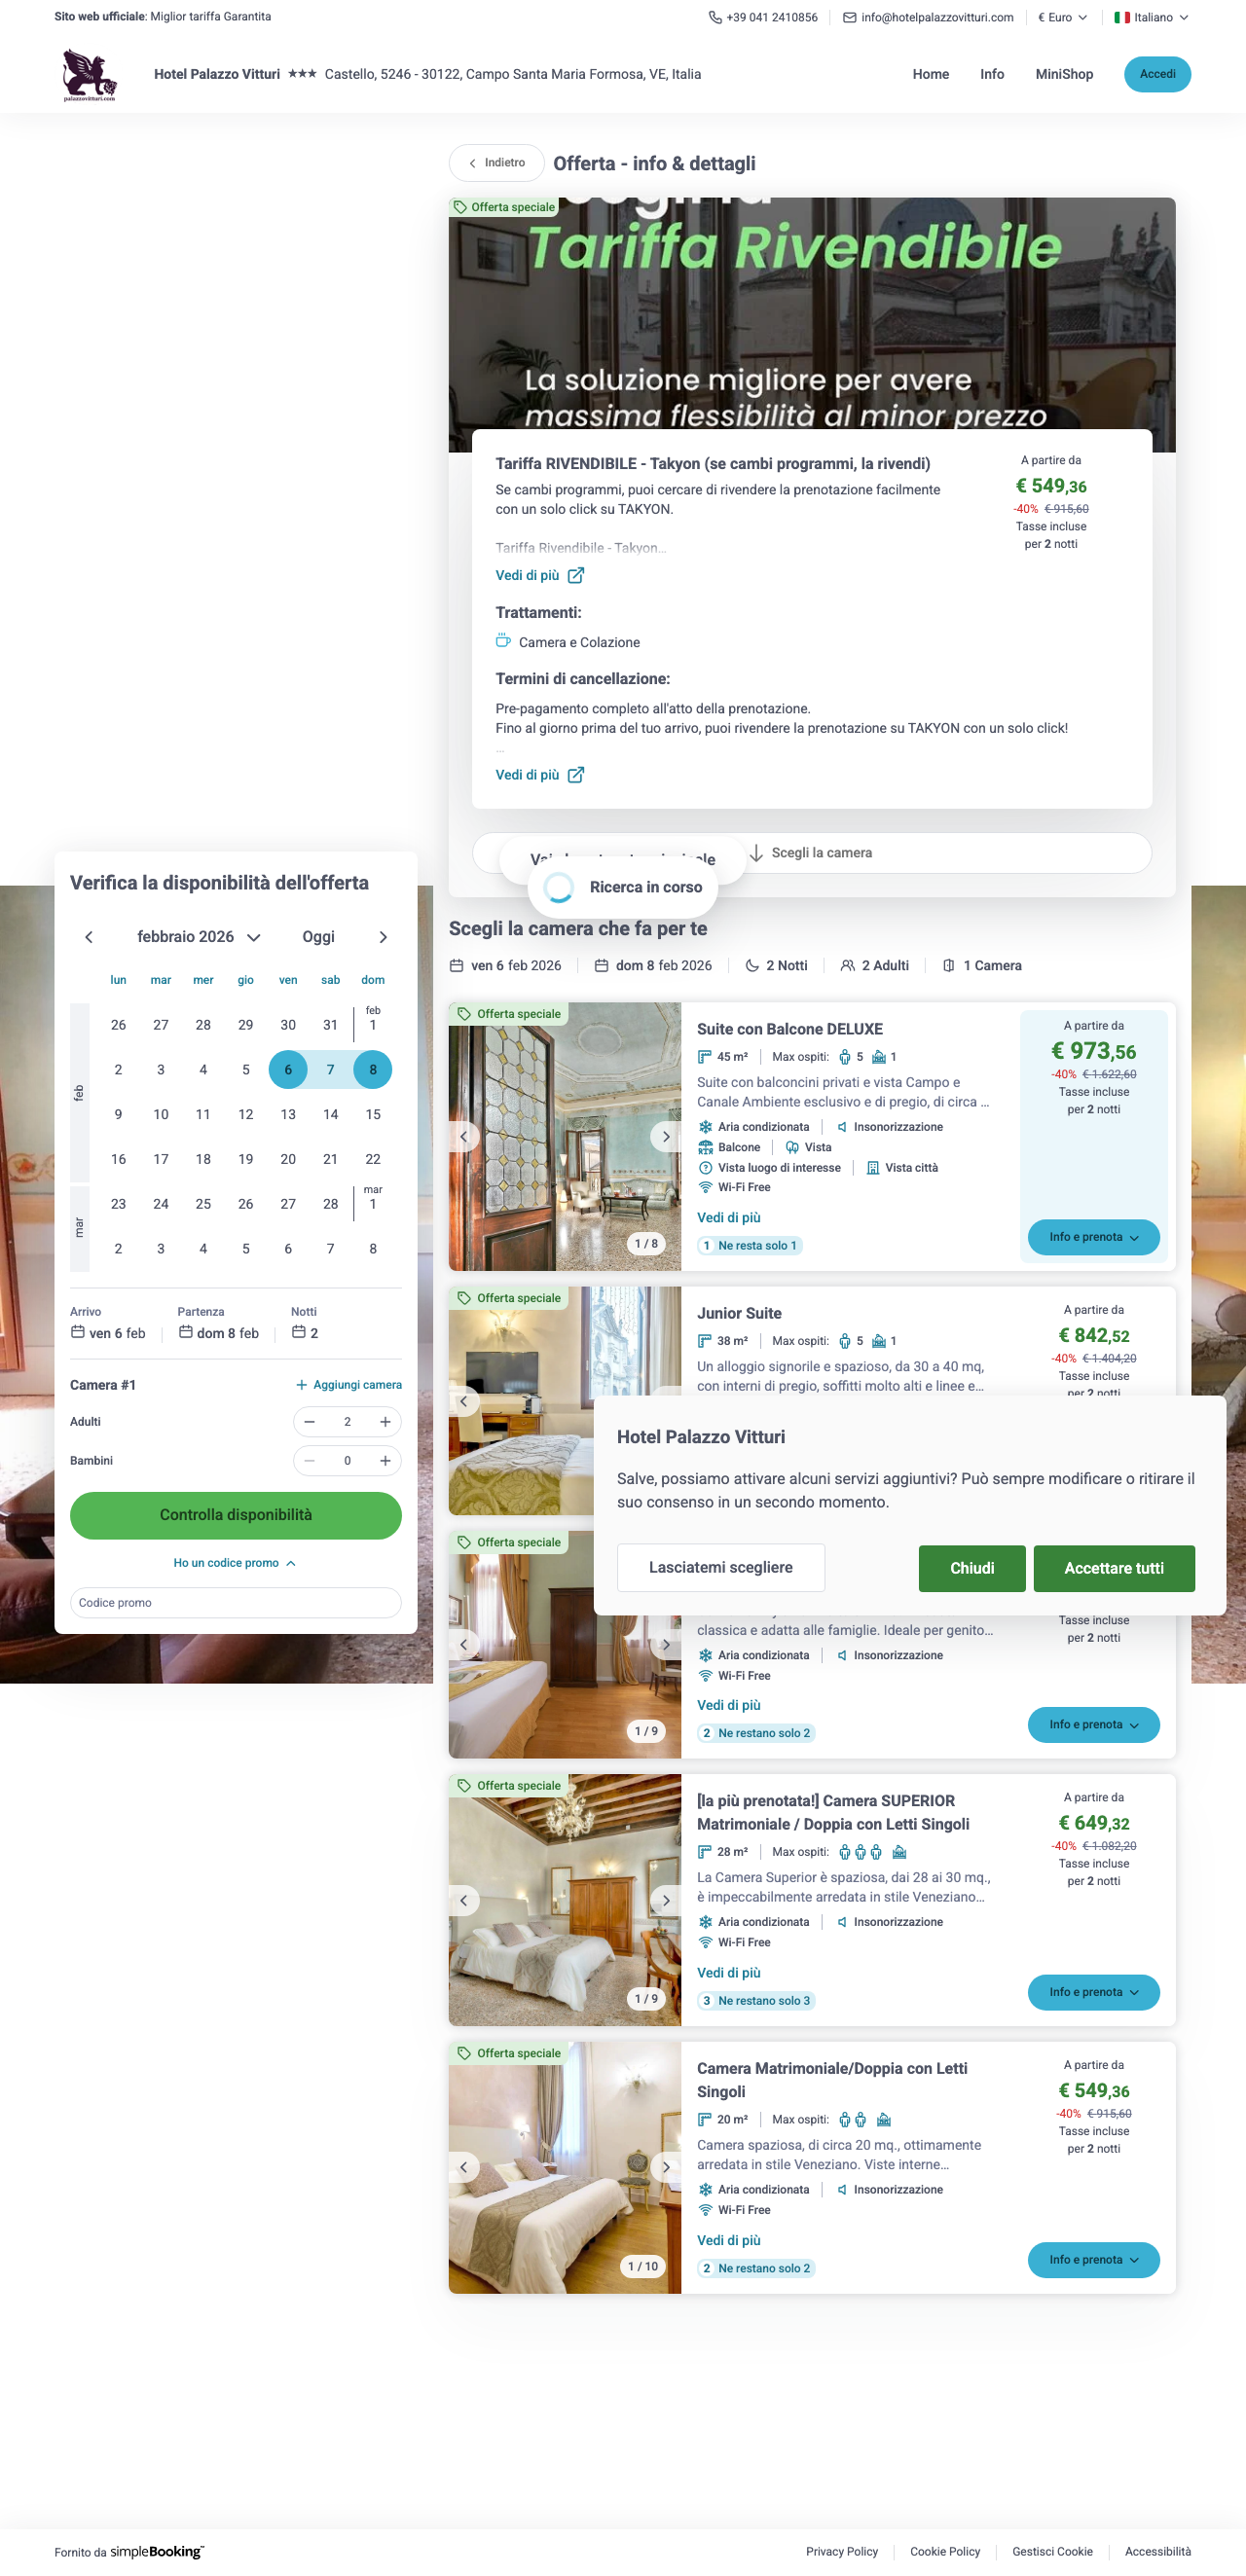 Sito web ufficiale: Miglior tariffa Garantita
+39 041 2410856
info@hotelpalazzovitturi.com
€ Euro
Italiano
palazzovitturi.com
Hotel Palazzo Vitturi ★★★ Castello, 5246 - 30122, Campo Santa Maria Formosa, VE, Italia
Home
Info
MiniShop
Accedi
Indietro
Offerta - info & dettagli
Offerta speciale
Tariffa Rivendibile
La soluzione migliore per avere
massima flessibilità al minor prezzo
Tariffa RIVENDIBILE - Takyon (se cambi programmi, la rivendi)
Se cambi programmi, puoi cercare di rivendere la prenotazione facilmente
con un solo click su TAKYON.
Tariffa Rivendibile - Takyon…
Vedi di più
A partire da
€ 549,36
-40% € 915,60
Tasse incluse
per 2 notti
Trattamenti:
Camera e Colazione
Termini di cancellazione:
Pre-pagamento completo all'atto della prenotazione.
Fino al giorno prima del tuo arrivo, puoi rivendere la prenotazione su TAKYON con un solo click!
…
Vedi di più
Scegli la camera
Ricerca in corso
Verifica la disponibilità dell'offerta
febbraio 2026
Oggi
lun mar mer gio ven sab dom
feb
26 27 28 29 30 31 feb 1
2 3 4 5 6 7 8
9 10 11 12 13 14 15
16 17 18 19 20 21 22
mar
23 24 25 26 27 28 mar 1
2 3 4 5 6 7 8
Arrivo
ven 6 feb
Partenza
dom 8 feb
Notti
2
Camera #1
Aggiungi camera
Adulti
2
Bambini
0
Controlla disponibilità
Ho un codice promo
Codice promo
Scegli la camera che fa per te
ven 6 feb 2026
dom 8 feb 2026
2 Notti
2 Adulti
1 Camera
Offerta speciale
1 / 8
Suite con Balcone DELUXE
45 m² Max ospiti: 5 1
Suite con balconcini privati e vista Campo e
Canale Ambiente esclusivo e di pregio, di circa …
Aria condizionata Insonorizzazione
Balcone Vista
Vista luogo di interesse Vista città
Wi-Fi Free
Vedi di più
1 Ne resta solo 1
A partire da
€ 973,56
-40% € 1.622,60
Tasse incluse
per 2 notti
Info e prenota
Offerta speciale
Junior Suite
38 m² Max ospiti: 5 1
Un alloggio signorile e spazioso, da 30 a 40 mq,
con interni di pregio, soffitti molto alti e linee e…
A partire da
€ 842,52
-40% € 1.404,20
Tasse incluse
per 2 notti
Hotel Palazzo Vitturi
Salve, possiamo attivare alcuni servizi aggiuntivi? Può sempre modificare o ritirare il
suo consenso in un secondo momento.
Lasciatemi scegliere
Chiudi
Accettare tutti
Offerta speciale
1 / 9
classica e adatta alle famiglie. Ideale per genito…
Aria condizionata Insonorizzazione
Wi-Fi Free
Vedi di più
2 Ne restano solo 2
Tasse incluse
per 2 notti
Info e prenota
Offerta speciale
1 / 9
[la più prenotata!] Camera SUPERIOR
Matrimoniale / Doppia con Letti Singoli
28 m² Max ospiti:
La Camera Superior è spaziosa, dai 28 ai 30 mq.,
è impeccabilmente arredata in stile Veneziano…
Aria condizionata Insonorizzazione
Wi-Fi Free
Vedi di più
3 Ne restano solo 3
A partire da
€ 649,32
-40% € 1.082,20
Tasse incluse
per 2 notti
Info e prenota
Offerta speciale
1 / 10
Camera Matrimoniale/Doppia con Letti
Singoli
20 m² Max ospiti:
Camera spaziosa, di circa 20 mq., ottimamente
arredata in stile Veneziano. Viste interne…
Aria condizionata Insonorizzazione
Wi-Fi Free
Vedi di più
2 Ne restano solo 2
A partire da
€ 549,36
-40% € 915,60
Tasse incluse
per 2 notti
Info e prenota
Fornito da simpleBooking™
Privacy Policy
Cookie Policy
Gestisci Cookie
Accessibilità